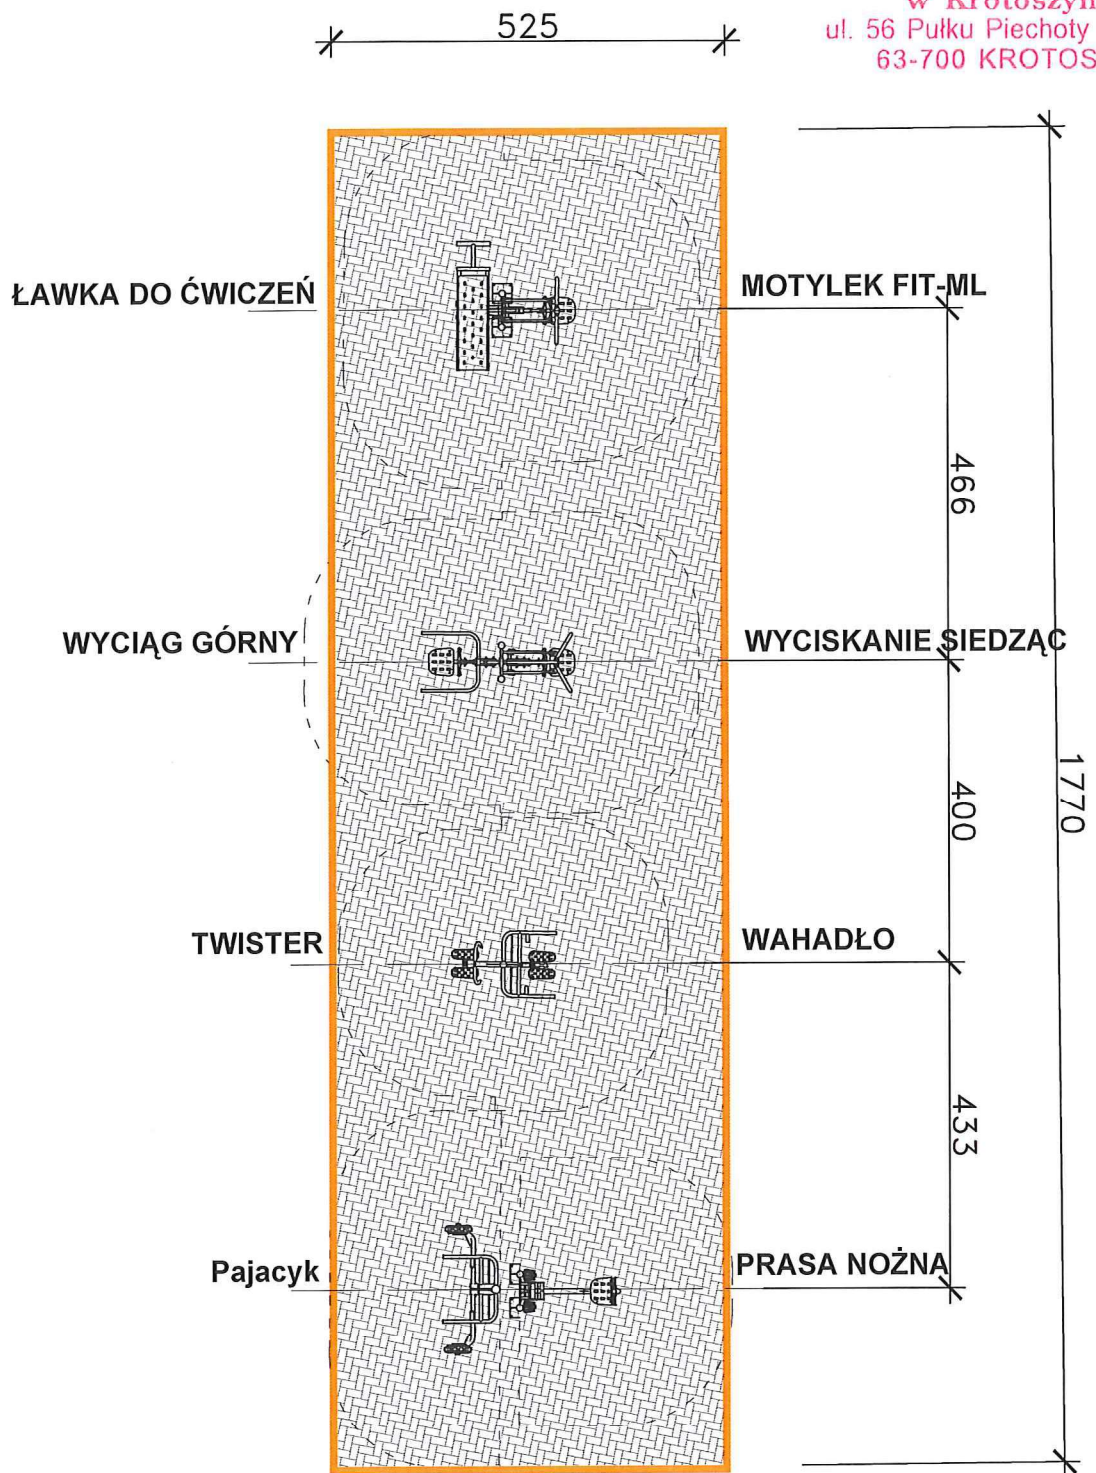 w Krotoszyn
ul. 56 Pułku Piechoty
63-700 KROTOS
525
ŁAWKA DO ĆWICZEŃ
MOTYLEK FIT-ML
466
WYCIĄG GÓRNY
WYCISKANIE SIEDZĄC
1770
400
TWISTER
WAHADŁO
433
Pajacyk
PRASA NOŻNA